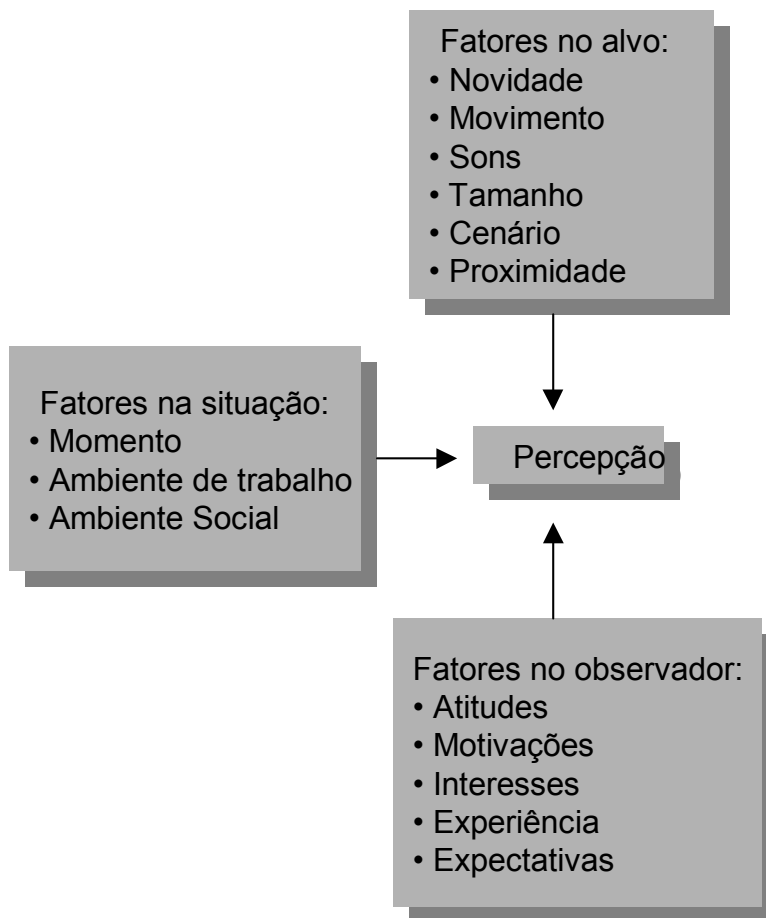 Fatores no alvo:
• Novidade
• Movimento
• Sons
• Tamanho
• Cenário
• Proximidade
Fatores na situação:
• Momento
• Ambiente de trabalho
• Ambiente Social
Percepção
Fatores no observador:
• Atitudes
• Motivações
• Interesses
• Experiência
• Expectativas